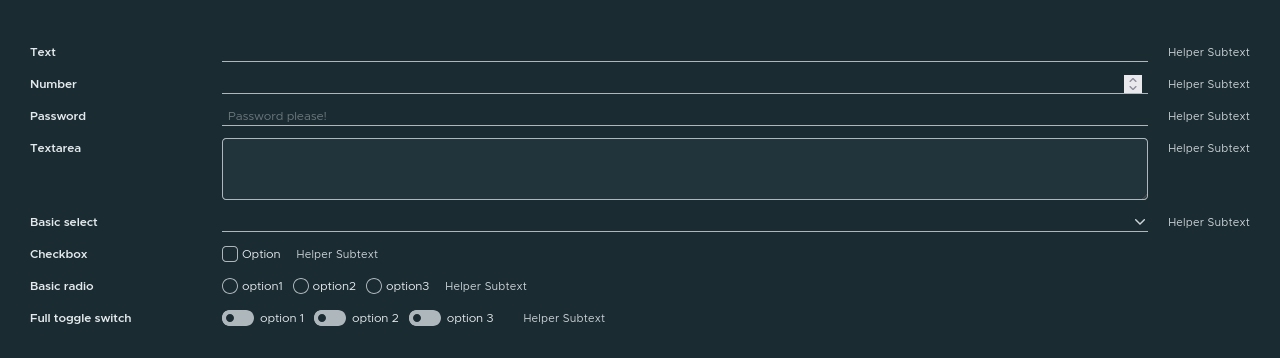 Text Helper Subtext
Number Helper Subtext
Password Password please! Helper Subtext
Textarea Helper Subtext
Basic select Helper Subtext
Checkbox Option Helper Subtext
Basic radio option1 option2 option3 Helper Subtext
Full toggle switch option 1 option 2 option 3 Helper Subtext